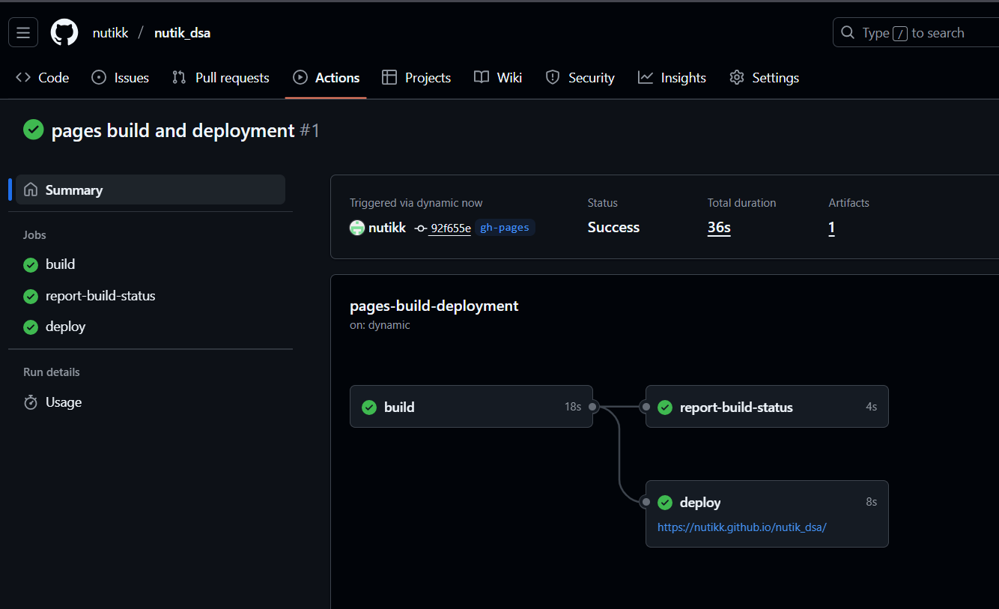 nutikk / nutik_dsa
Type / to search
Code Issues Pull requests Actions Projects Wiki Security Insights Settings
pages build and deployment #1
Summary
Jobs
build
report-build-status
deploy
Run details
Usage
Triggered via dynamic now
nutikk 92f655e gh-pages
Status
Success
Total duration
36s
Artifacts
1
pages-build-deployment
on: dynamic
build 18s
report-build-status 4s
deploy 8s
https://nutikk.github.io/nutik_dsa/